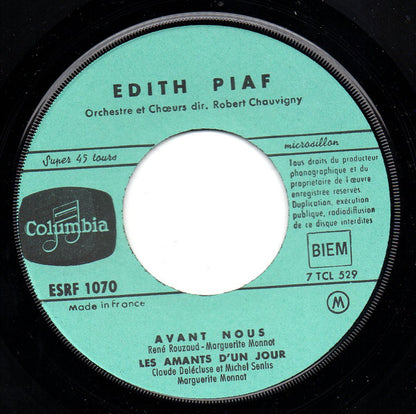 EDITH PIAF
Orchestre et Chœurs dir. Robert Chauvigny
Super 45 tours
microsillon
Tous droits du producteur
phonographique et du
propriétaire de l'œuvre
enregistrée réservés.
Duplication, exécution
publique, radiodiffusion
de ce disque interdites
Columbia
BIEM
ESRF 1070
7 TCL 529
Made in France
M
AVANT NOUS
René Rouzaud-Marguerite Monnot
LES AMANTS D'UN JOUR
Claude Delécluse et Michel Senlis
Marguerite Monnot